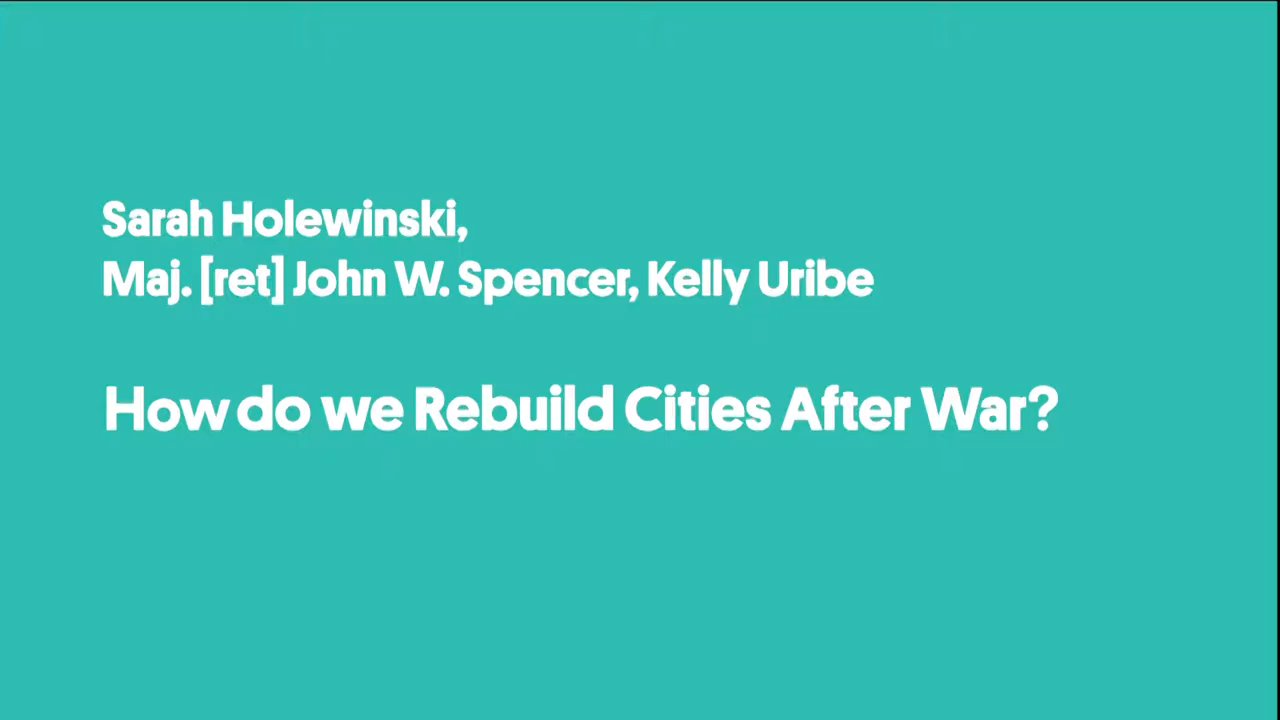 Sarah Holewinski,
Maj. [ret] John W. Spencer, Kelly Uribe
How do we Rebuild Cities After War?